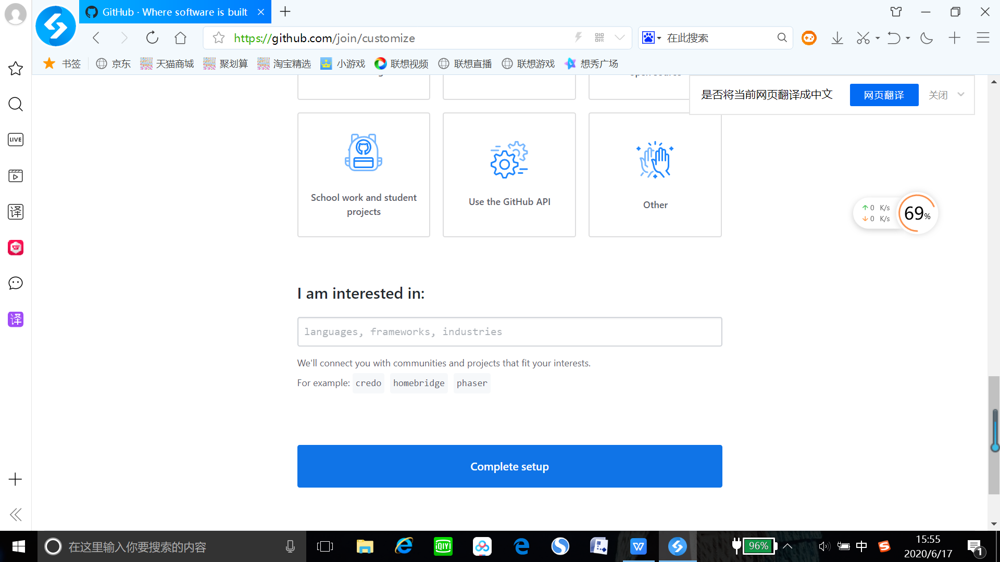 GitHub · Where software is built
https://github.com/join/customize
在此搜索
书签 京东 天猫商城 聚划算 淘宝精选 小游戏 联想视频 联想直播 联想游戏 想秀广场
是否将当前网页翻译成中文 网页翻译 关闭
LIVE
译
译
School work and student
projects
Use the GitHub API
Other
0 K/s
0 K/s
69%
I am interested in:
languages, frameworks, industries
We'll connect you with communities and projects that fit your interests.
For example: credo homebridge phaser
Complete setup
在这里输入你要搜索的内容
iQIYI
96%
中
15:55
2020/6/17
1